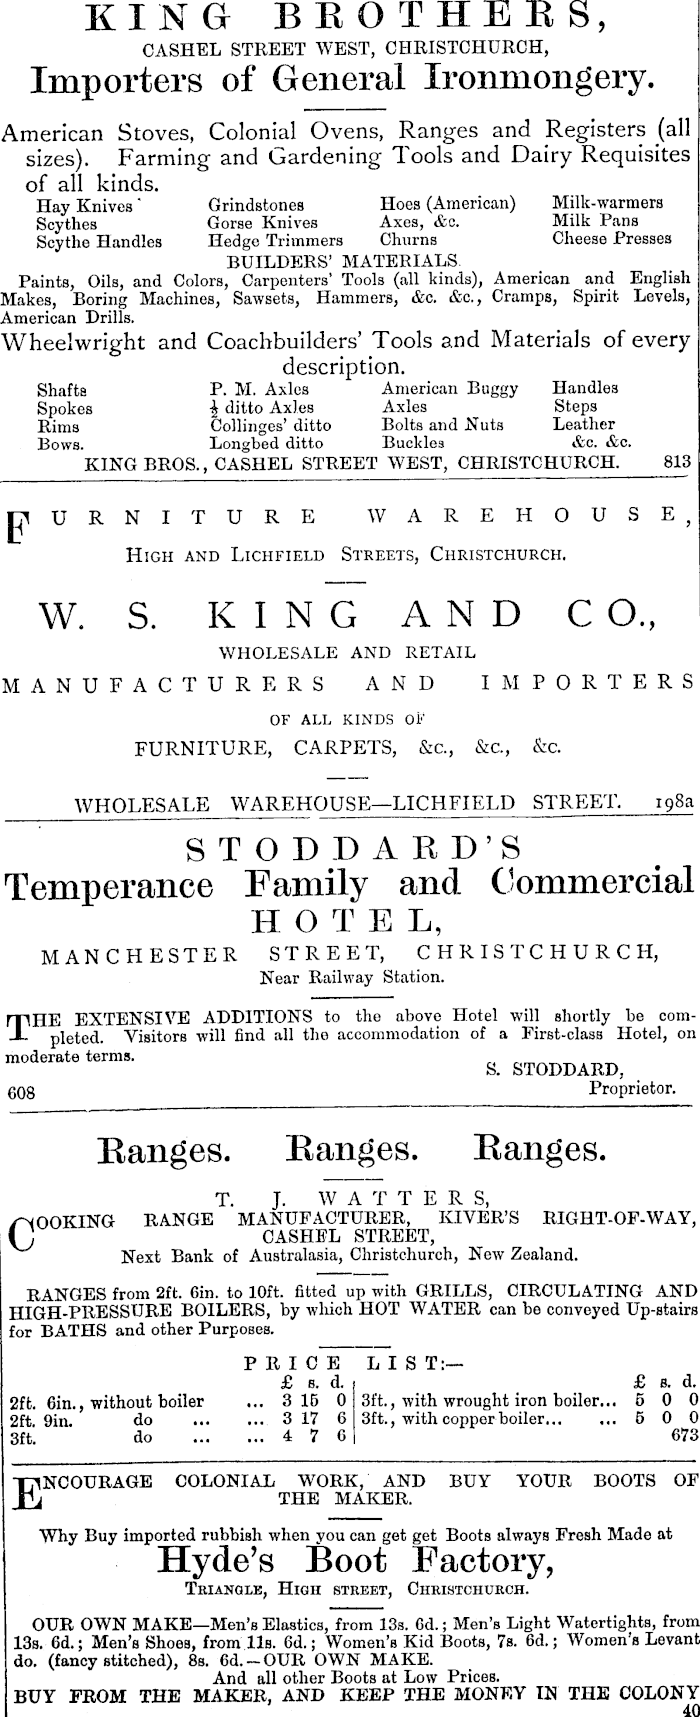 KING BROTHERS,
CASHEL STREET WEST, CHRISTCHURCH,
Importers of General Ironmongery.
American Stoves, Colonial Ovens, Ranges and Registers (all
sizes). Farming and Gardening Tools and Dairy Requisites
of all kinds.
Hay Knives Grindstones Hoes (American) Milk-warmers
Scythes Gorse Knives Axes, &c. Milk Pans
Scythe Handles Hedge Trimmers Churns Cheese Presses
BUILDERS' MATERIALS
Paints, Oils, and Colors, Carpenters' Tools (all kinds), American and English
Makes, Boring Machines, Sawsets, Hammers, &c. &c., Cramps, Spirit Levels,
American Drills.
Wheelwright and Coachbuilders' Tools and Materials of every
description.
Shafts P. M. Axles American Buggy Handles
Spokes ½ ditto Axles Axles Steps
Rims Collinges' ditto Bolts and Nuts Leather
Bows. Longbed ditto Buckles &c. &c.
KING BROS., CASHEL STREET WEST, CHRISTCHURCH. 813
FURNITURE WAREHOUSE,
HIGH AND LICHFIELD STREETS, CHRISTCHURCH.
W. S. KING AND CO.,
WHOLESALE AND RETAIL
MANUFACTURERS AND IMPORTERS
OF ALL KINDS OF
FURNITURE, CARPETS, &c., &c., &c.
WHOLESALE WAREHOUSE—LICHFIELD STREET. 198a
STODDARD'S
Temperance Family and Commercial
HOTEL,
MANCHESTER STREET, CHRISTCHURCH,
Near Railway Station.
THE EXTENSIVE ADDITIONS to the above Hotel will shortly be com-
pleted. Visitors will find all the accommodation of a First-class Hotel, on
moderate terms.
S. STODDARD,
608 Proprietor.
Ranges. Ranges. Ranges.
T. J. WATTERS,
COOKING RANGE MANUFACTURER, KIVER'S RIGHT-OF-WAY,
CASHEL STREET,
Next Bank of Australasia, Christchurch, New Zealand.
RANGES from 2ft. 6in. to 10ft. fitted up with GRILLS, CIRCULATING AND
HIGH-PRESSURE BOILERS, by which HOT WATER can be conveyed Up-stairs
for BATHS and other Purposes.
PRICE LIST:—
£ s. d. £ s. d.
2ft. 6in., without boiler ... 3 15 0 3ft., with wrought iron boiler... 5 0 0
2ft. 9in. do ... ... 3 17 6 3ft., with copper boiler... ... 5 0 0
3ft. do ... ... 4 7 6 673
ENCOURAGE COLONIAL WORK, AND BUY YOUR BOOTS OF
THE MAKER.
Why Buy imported rubbish when you can get get Boots always Fresh Made at
Hyde's Boot Factory,
TRIANGLE, HIGH STREET, CHRISTCHURCH.
OUR OWN MAKE—Men's Elastics, from 13s. 6d.; Men's Light Watertights, from
13s. 6d.; Men's Shoes, from 11s. 6d.; Women's Kid Boots, 7s. 6d.; Women's Levant
do. (fancy stitched), 8s. 6d.—OUR OWN MAKE.
And all other Boots at Low Prices.
BUY FROM THE MAKER, AND KEEP THE MONEY IN THE COLONY
40